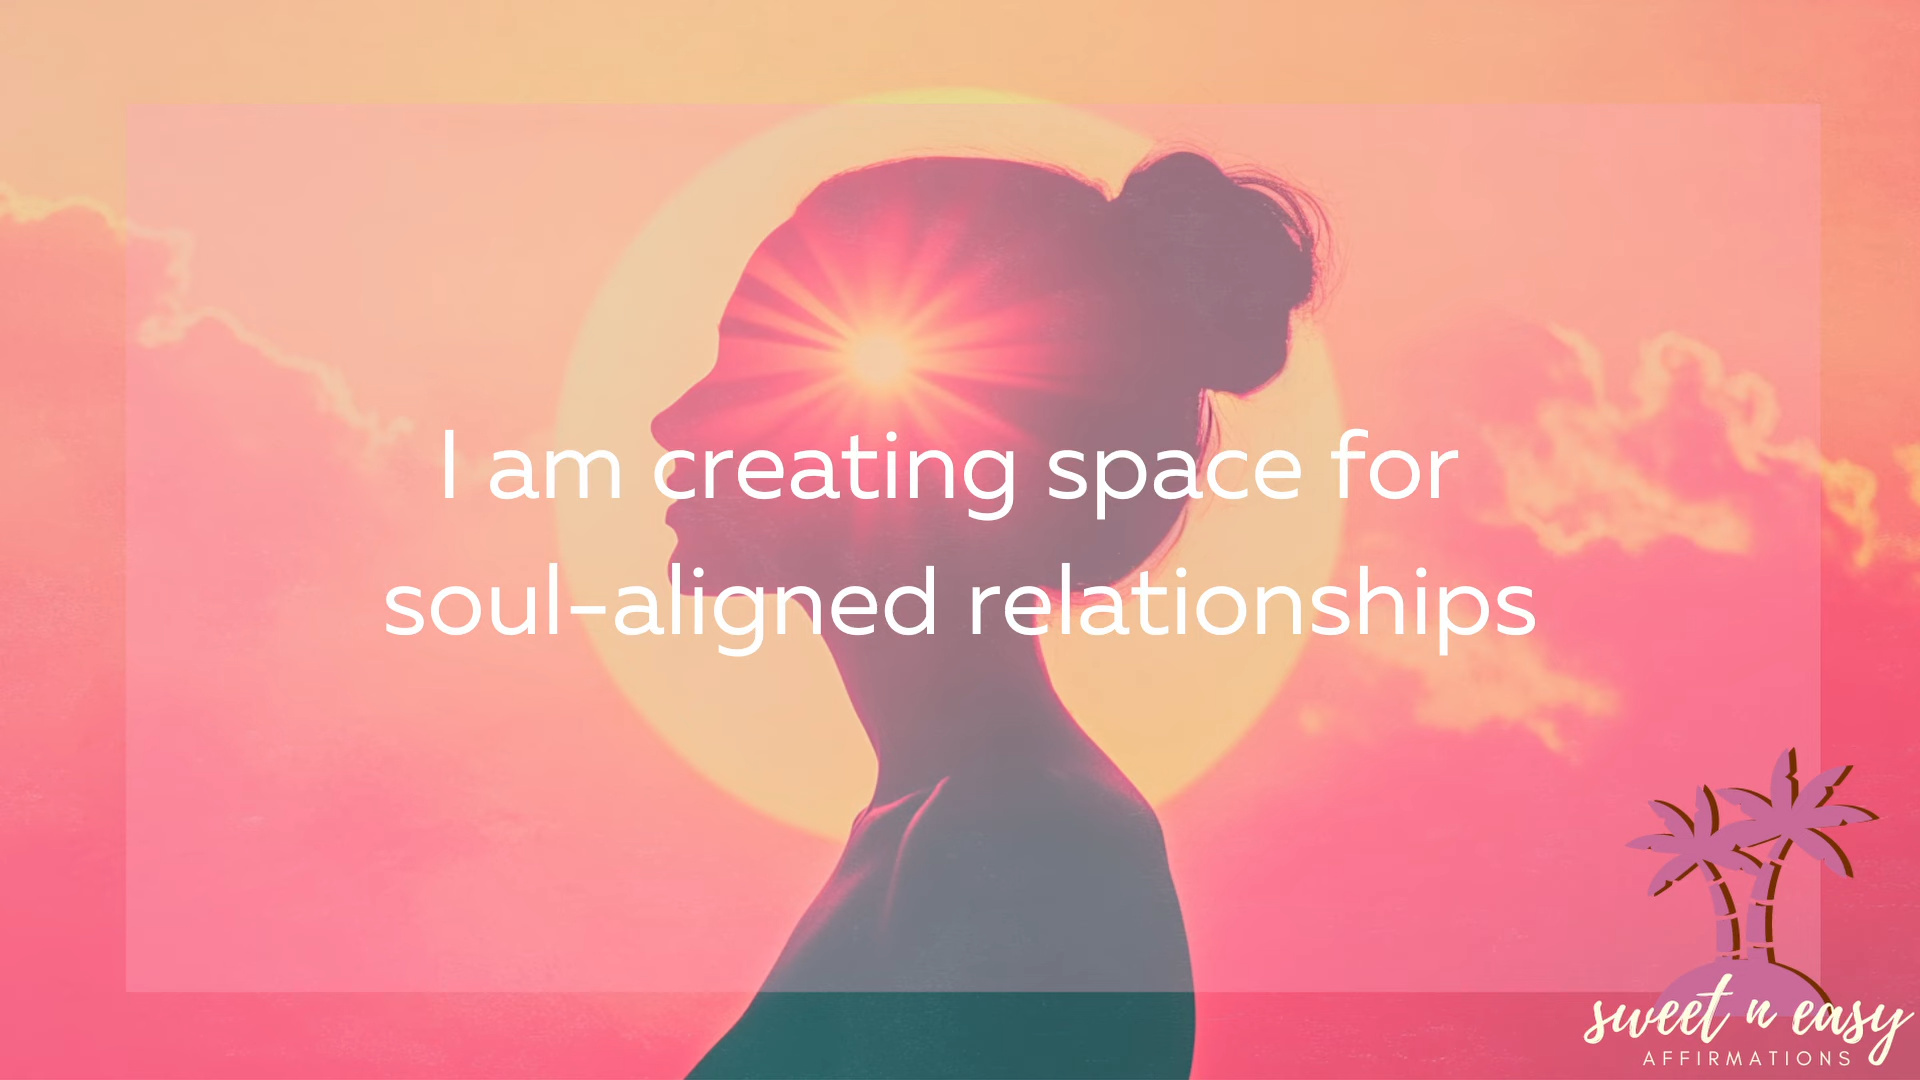 I am creating space for
soul-aligned relationships
sweet n easy
AFFIRMATIONS